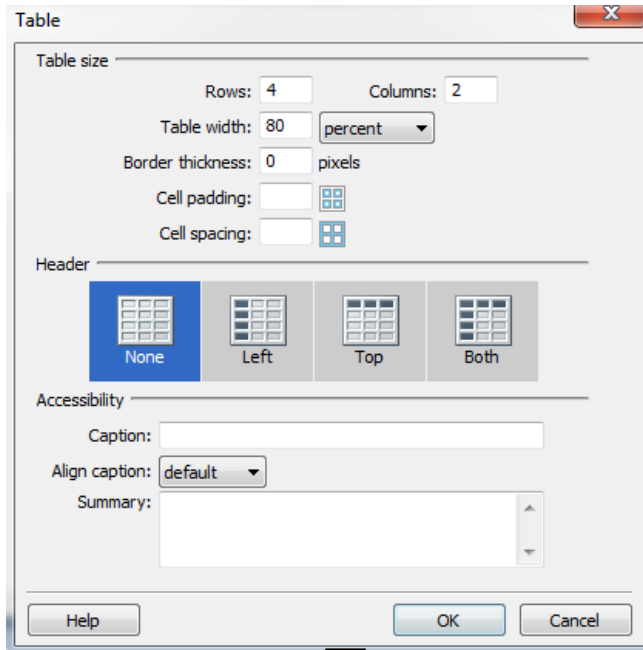 Table
Table size
Rows: 4 Columns: 2
Table width: 80 percent
Border thickness: 0 pixels
Cell padding:
Cell spacing:
Header
None Left Top Both
Accessibility
Caption:
Align caption: default
Summary:
Help OK Cancel